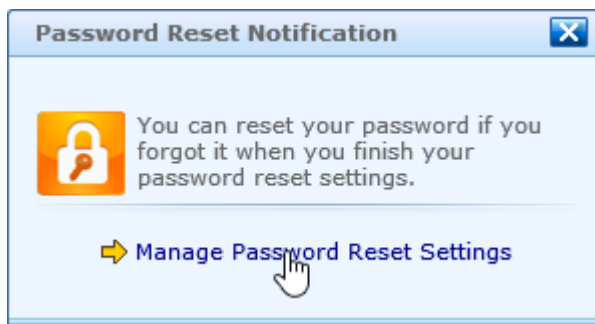 Password Reset Notification
You can reset your password if you
forgot it when you finish your
password reset settings.
Manage Password Reset Settings